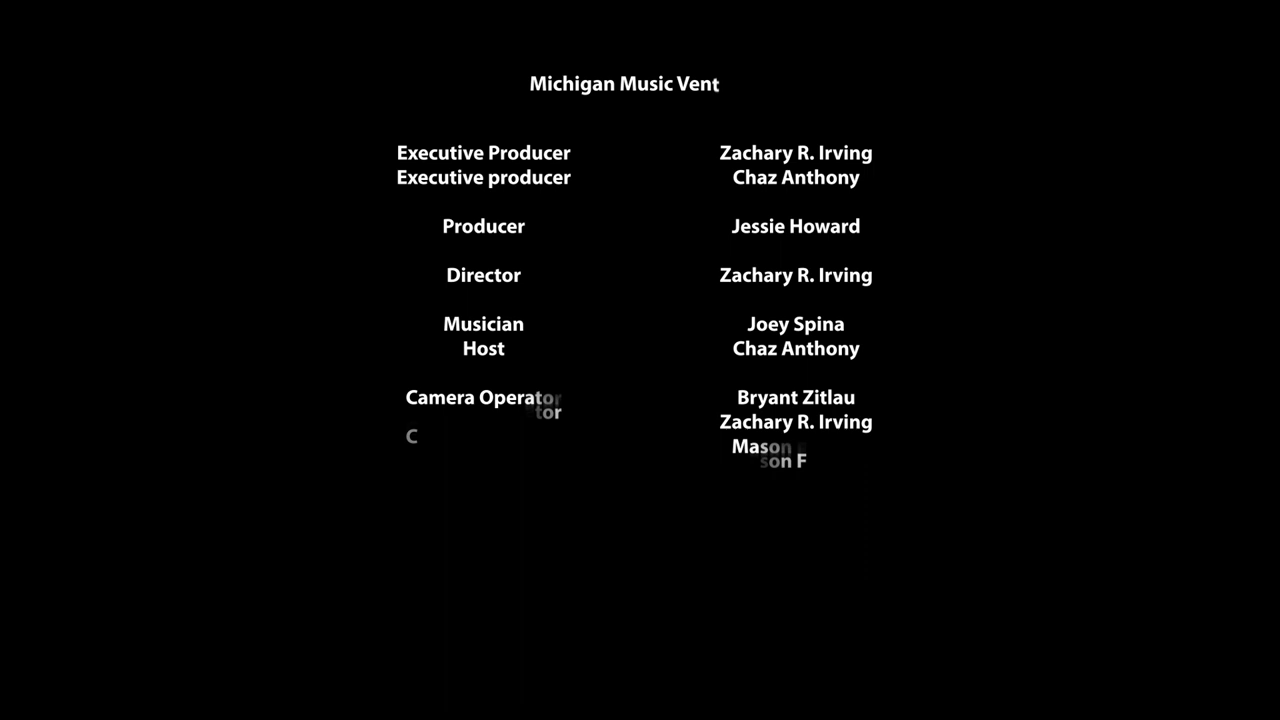 Michigan Music Vent
Executive Producer Zachary R. Irving
Executive producer Chaz Anthony
Producer Jessie Howard
Director Zachary R. Irving
Musician Joey Spina
Host Chaz Anthony
Camera Operator Bryant Zitlau
Zachary R. Irving
C Mason F